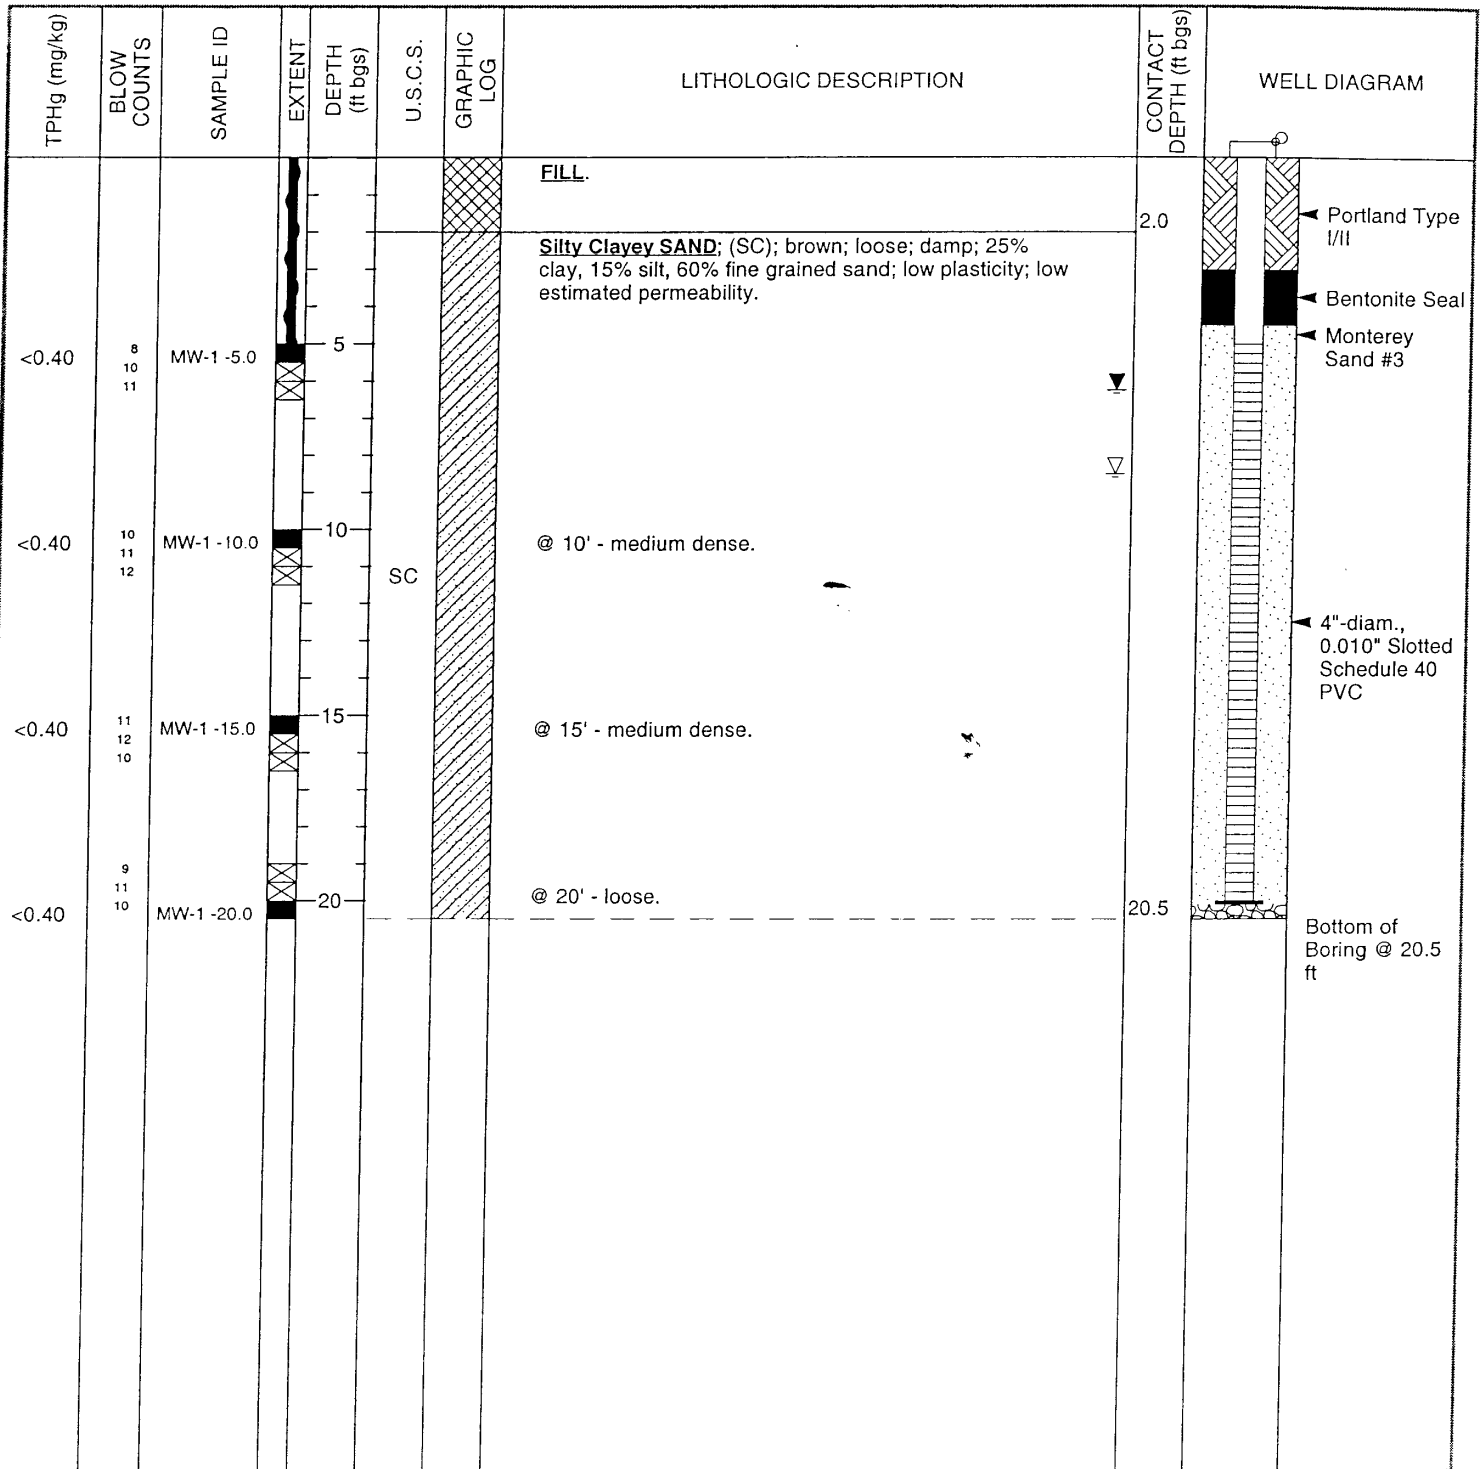 TPHg (mg/kg)
BLOW
COUNTS
SAMPLE ID
EXTENT
DEPTH
(ft bgs)
U.S.C.S.
GRAPHIC
LOG
LITHOLOGIC DESCRIPTION
CONTACT
DEPTH (ft bgs)
WELL DIAGRAM
FILL.
2.0
Portland Type
I/II
Silty Clayey SAND; (SC); brown; loose; damp; 25%
clay, 15% silt, 60% fine grained sand; low plasticity; low
estimated permeability.
Bentonite Seal
Monterey
Sand #3
<0.40
8
10
11
MW-1 -5.0
5
<0.40
10
11
12
MW-1 -10.0
10
@ 10' - medium dense.
SC
4"-diam.,
0.010" Slotted
Schedule 40
PVC
<0.40
11
12
10
MW-1 -15.0
15
@ 15' - medium dense.
<0.40
9
11
10
MW-1 -20.0
20
@ 20' - loose.
20.5
Bottom of
Boring @ 20.5
ft